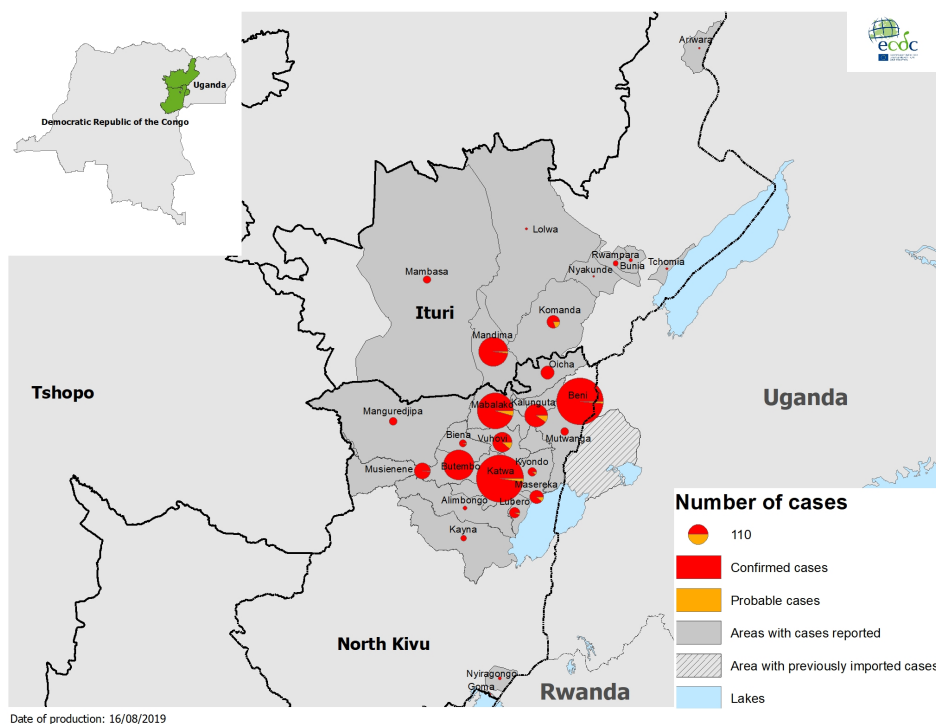 ecdc
Ariwara
Uganda
Democratic Republic of the Congo
Lolwa
Rwampara
Bunia
Tchomia
Nyakunde
Mambasa
Ituri
Komanda
Mandima
Oicha
Tshopo
Beni
Uganda
Mabalako
Kalunguta
Manguredjipa
Biena
Vuhovi
Mutwanga
Musienene
Butembo
Katwa
Kyondo
Masereka
Alimbongo
Lubero
Kayna
Number of cases
110
Confirmed cases
Probable cases
Areas with cases reported
Area with previously imported cases
Lakes
North Kivu
Nyiragongo
Goma
Rwanda
Date of production: 16/08/2019